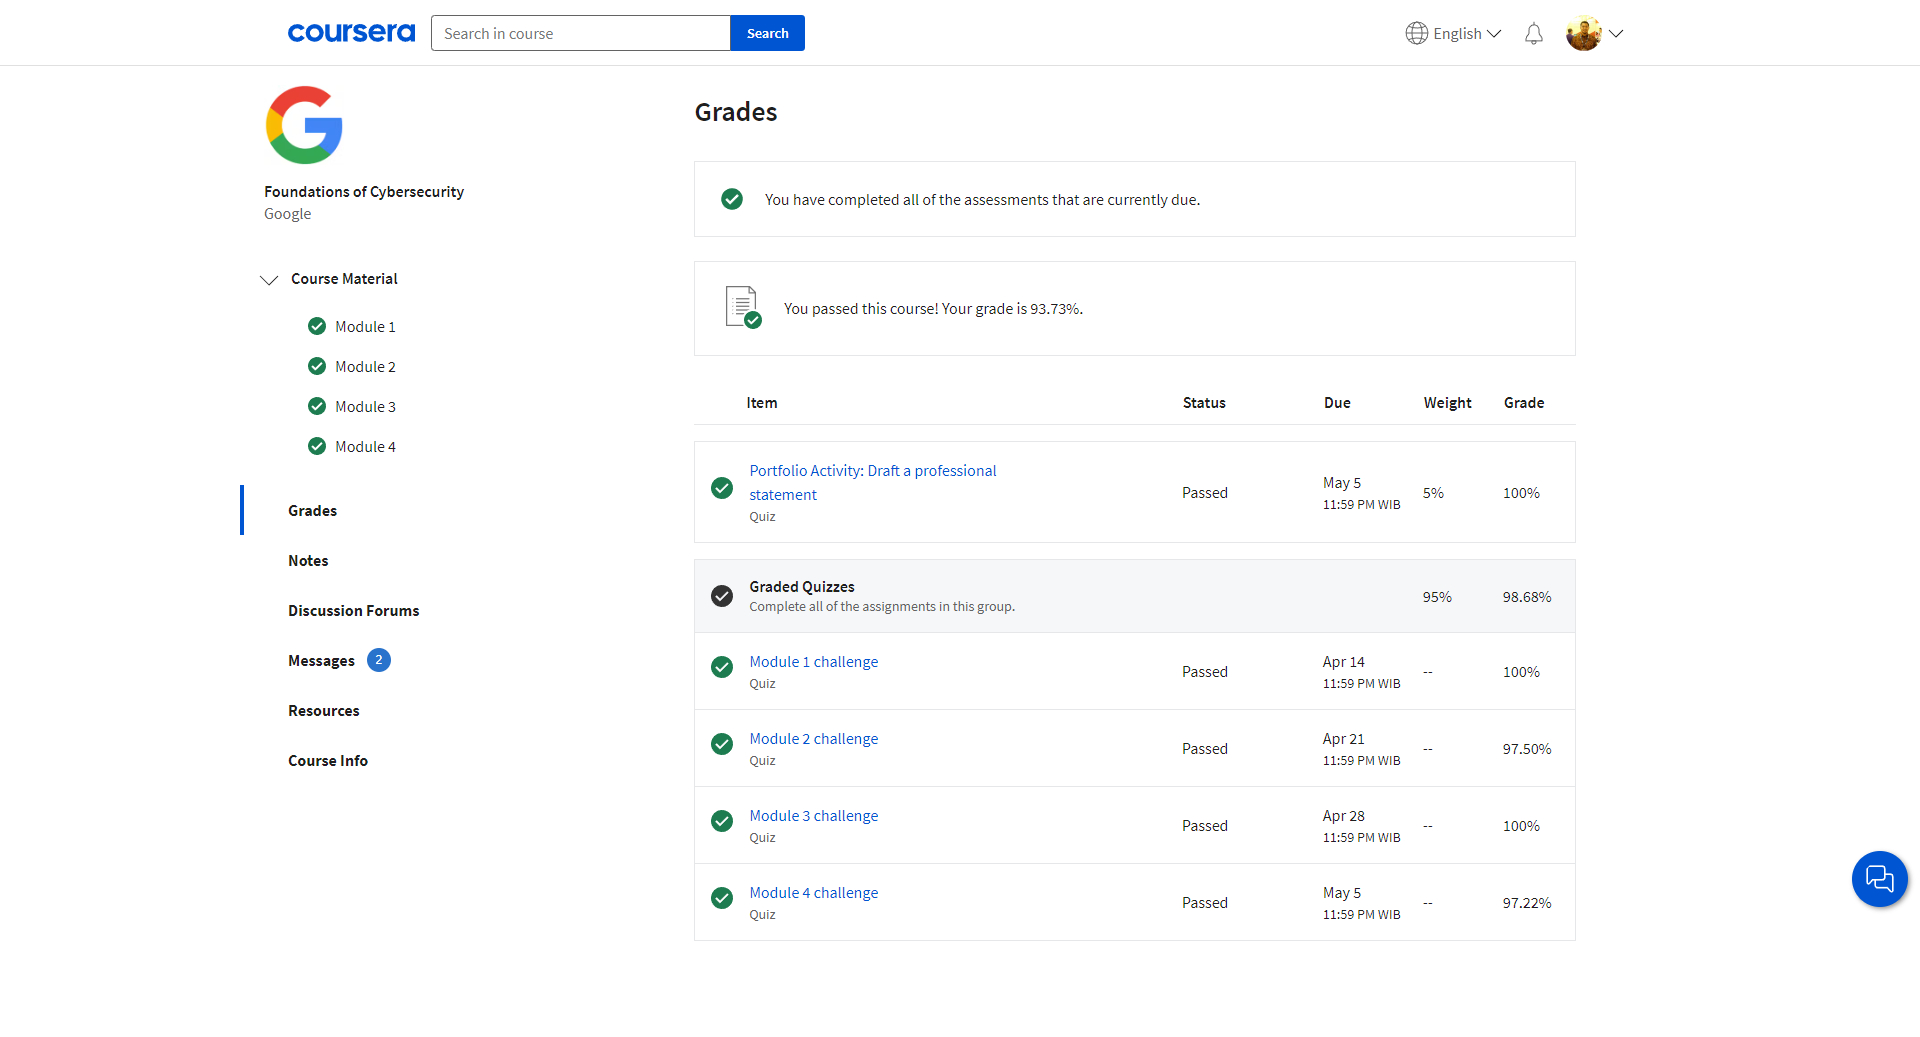 coursera
Search in course
Search
English
Foundations of Cybersecurity
Google
Course Material
Module 1
Module 2
Module 3
Module 4
Grades
Notes
Discussion Forums
Messages 2
Resources
Course Info
Grades
You have completed all of the assessments that are currently due.
You passed this course! Your grade is 93.73%.
Item Status Due Weight Grade
Portfolio Activity: Draft a professional
statement
Quiz
Passed
May 5
11:59 PM WIB
5%
100%
Graded Quizzes
Complete all of the assignments in this group.
95%
98.68%
Module 1 challenge
Quiz
Passed
Apr 14
11:59 PM WIB
--
100%
Module 2 challenge
Quiz
Passed
Apr 21
11:59 PM WIB
--
97.50%
Module 3 challenge
Quiz
Passed
Apr 28
11:59 PM WIB
--
100%
Module 4 challenge
Quiz
Passed
May 5
11:59 PM WIB
--
97.22%